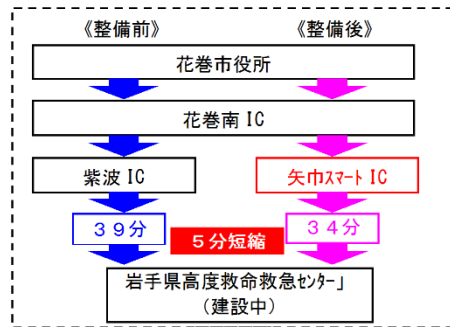 《整備前》 《整備後》
花巻市役所
花巻南 IC
紫波 IC 矢巾ｽﾏｰﾄ IC
３９分 ３４分
５分短縮
岩手県高度救命救急ｾﾝﾀｰ」
（建設中）